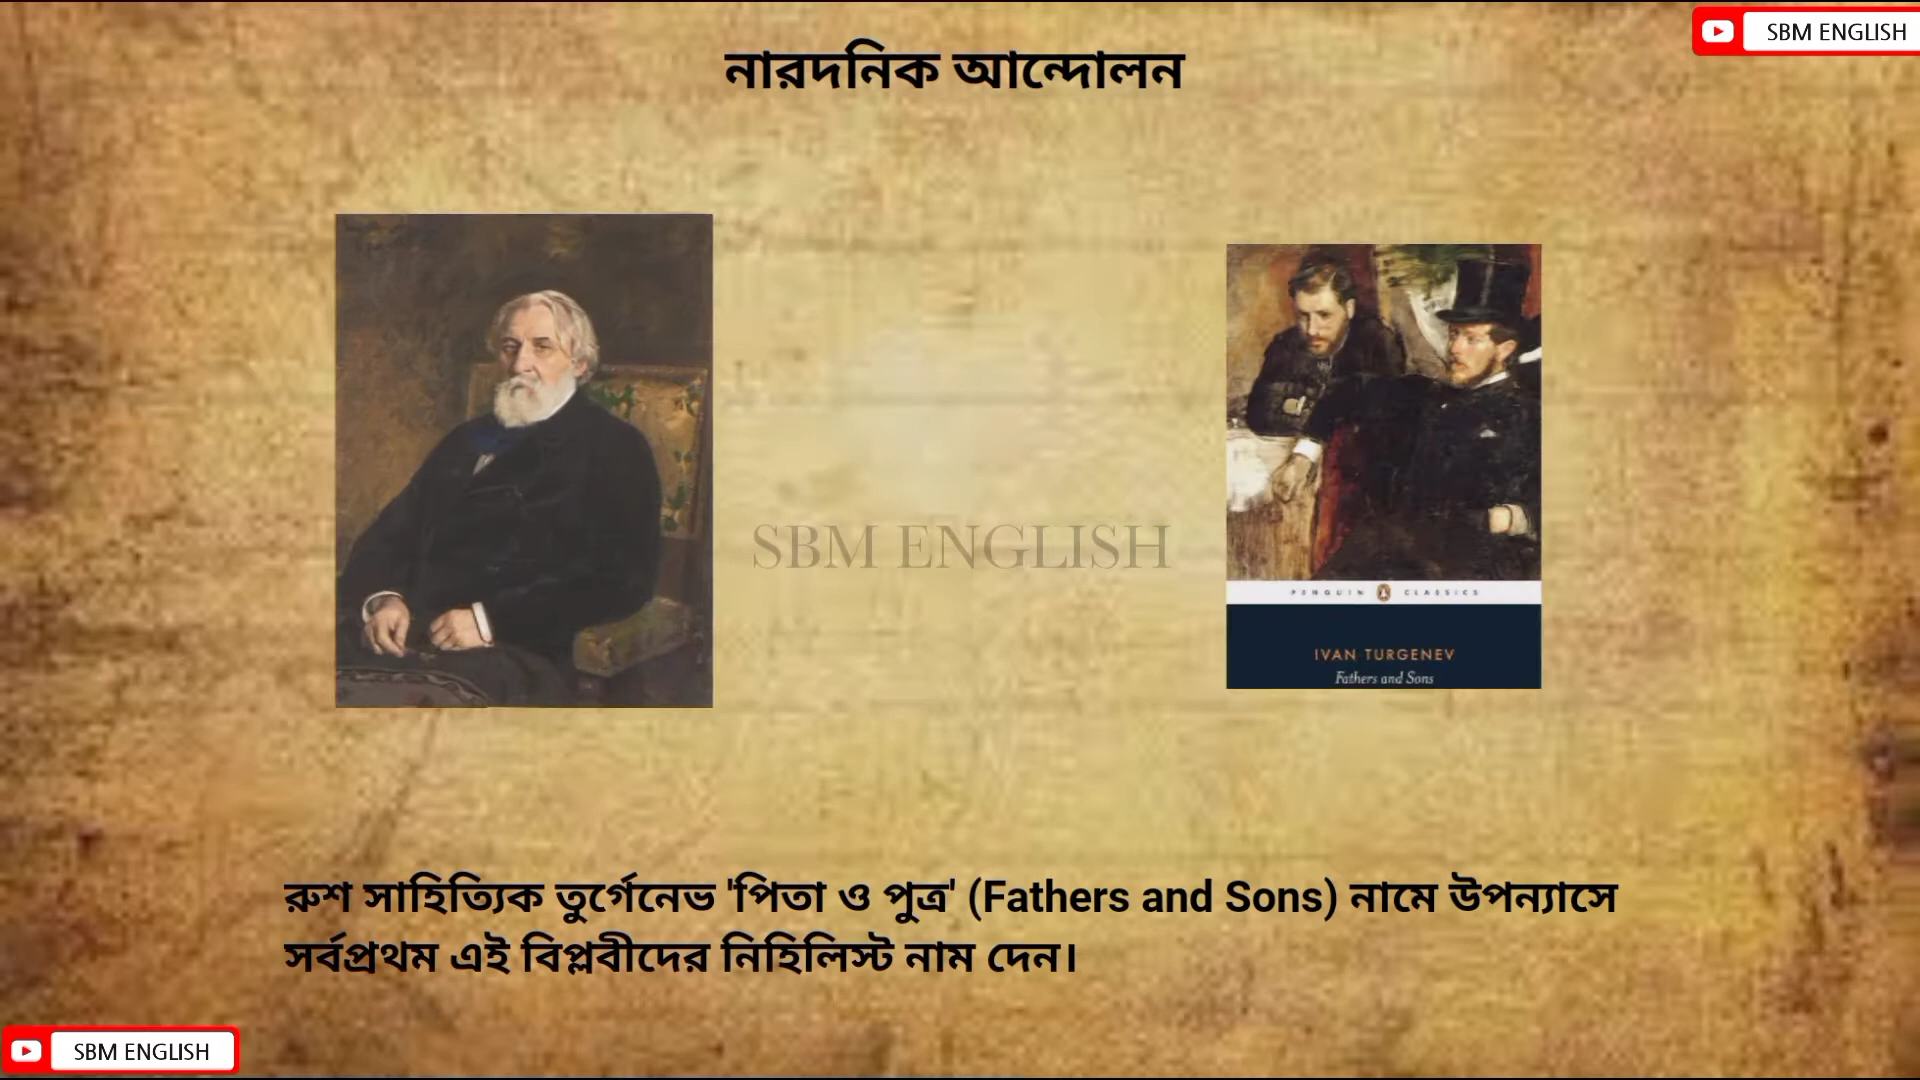 SBM ENGLISH
নারদনিক আন্দোলন
SBM ENGLISH
PENGUIN CLASSICS
IVAN TURGENEV
Fathers and Sons
রুশ সাহিত্যিক তুর্গেনেভ 'পিতা ও পুত্র' (Fathers and Sons) নামে উপন্যাসে
সর্বপ্রথম এই বিপ্লবীদের নিহিলিস্ট নাম দেন।
SBM ENGLISH